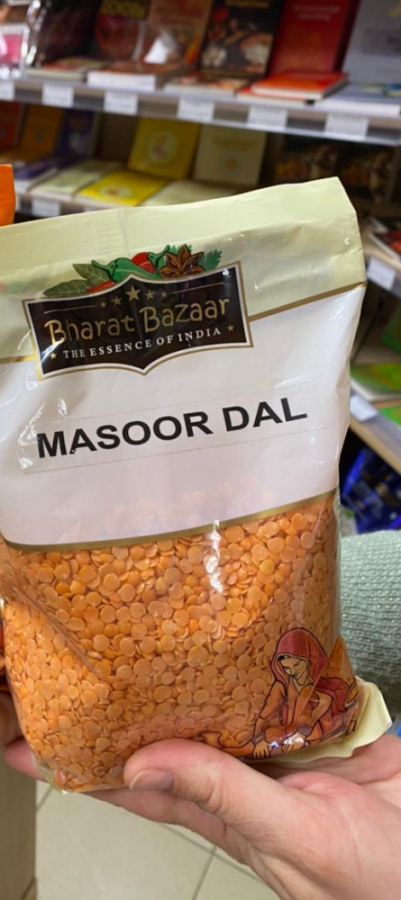 Bharat Bazaar
THE ESSENCE OF INDIA
MASOOR DAL